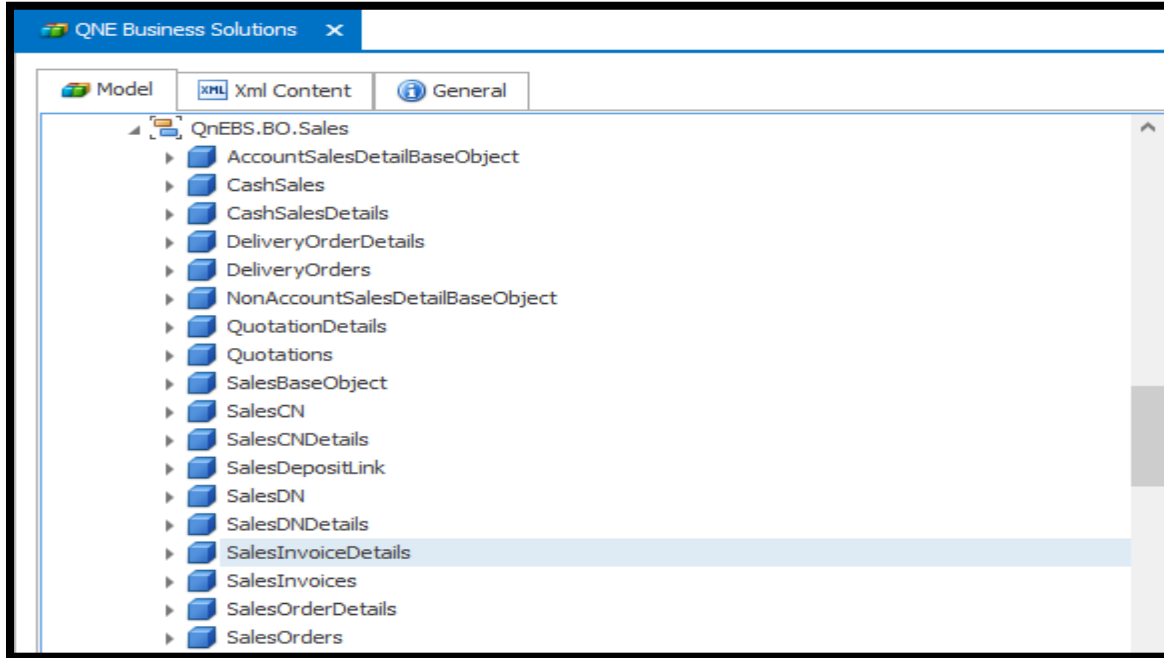 QNE Business Solutions
Model XML Xml Content General
QnEBS.BO.Sales
AccountSalesDetailBaseObject
CashSales
CashSalesDetails
DeliveryOrderDetails
DeliveryOrders
NonAccountSalesDetailBaseObject
QuotationDetails
Quotations
SalesBaseObject
SalesCN
SalesCNDetails
SalesDepositLink
SalesDN
SalesDNDetails
SalesInvoiceDetails
SalesInvoices
SalesOrderDetails
SalesOrders